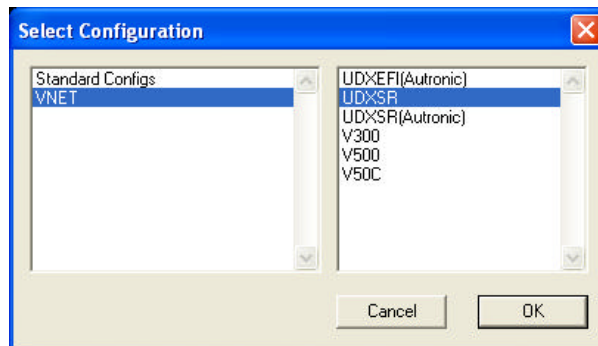 Select Configuration
Standard Configs
VNET
UDXEFI(Autronic)
UDXSR
UDXSR(Autronic)
V300
V500
V50C
Cancel
OK